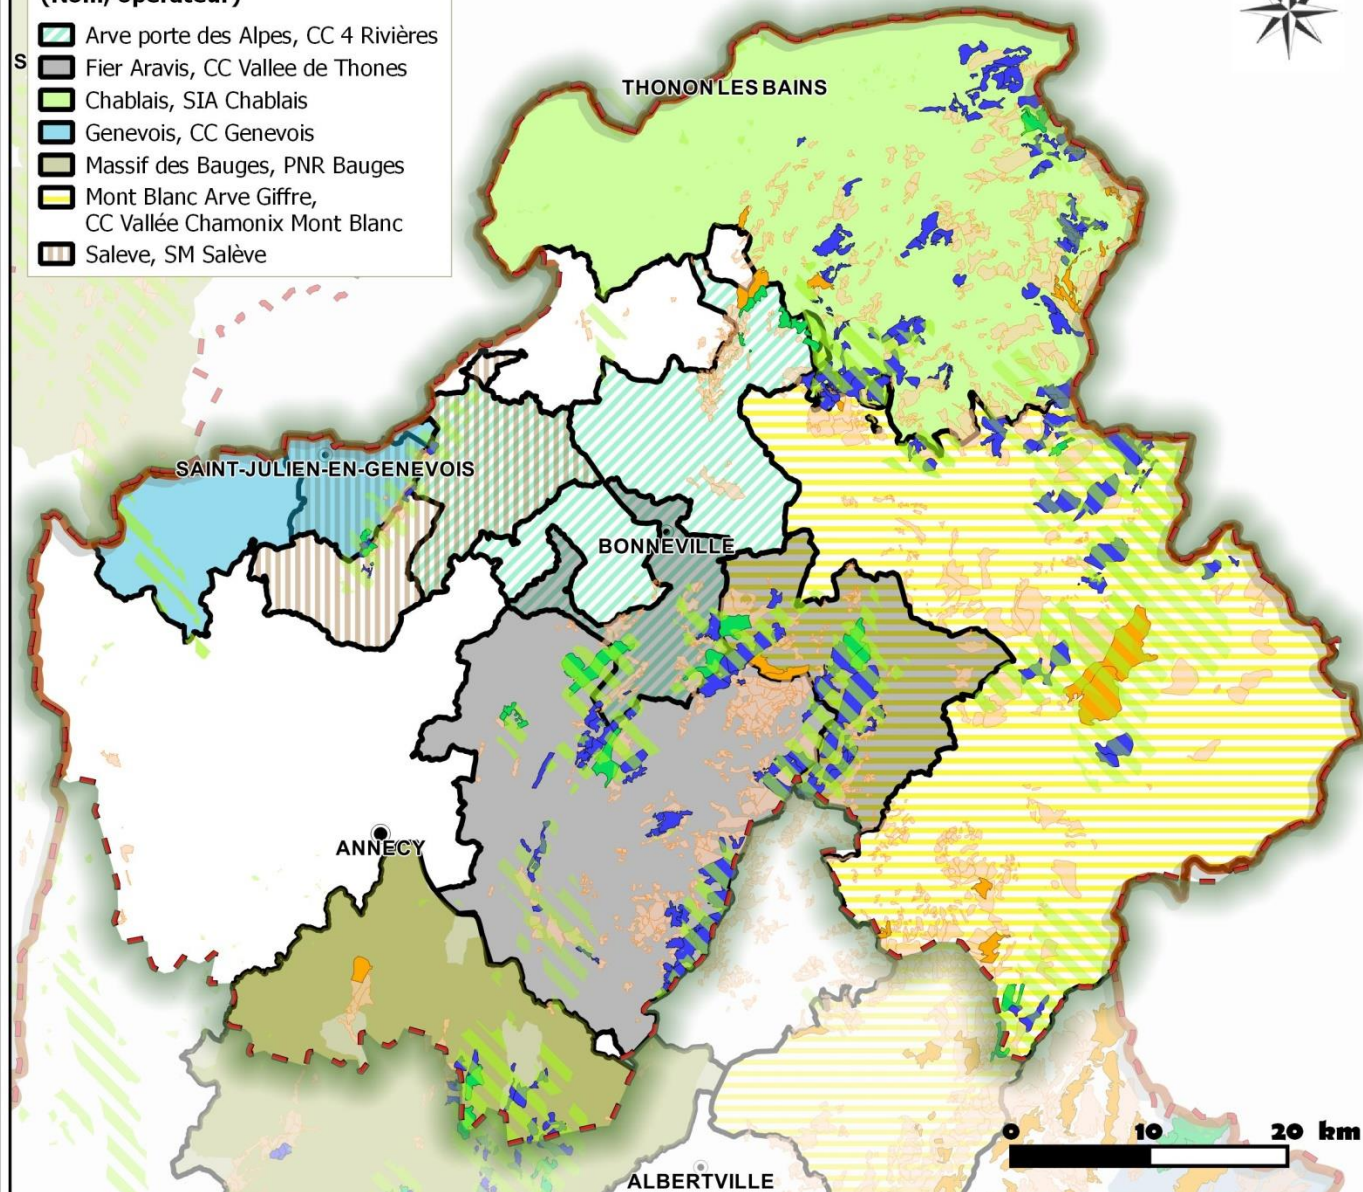 (Nom, opérateur)
Arve porte des Alpes, CC 4 Rivières
Fier Aravis, CC Vallee de Thones
Chablais, SIA Chablais
Genevois, CC Genevois
Massif des Bauges, PNR Bauges
Mont Blanc Arve Giffre,
CC Vallée Chamonix Mont Blanc
Saleve, SM Salève
S
THONON LES BAINS
SAINT-JULIEN-EN-GENEVOIS
BONNEVILLE
ANNECY
0 10 20 km
ALBERTVILLE